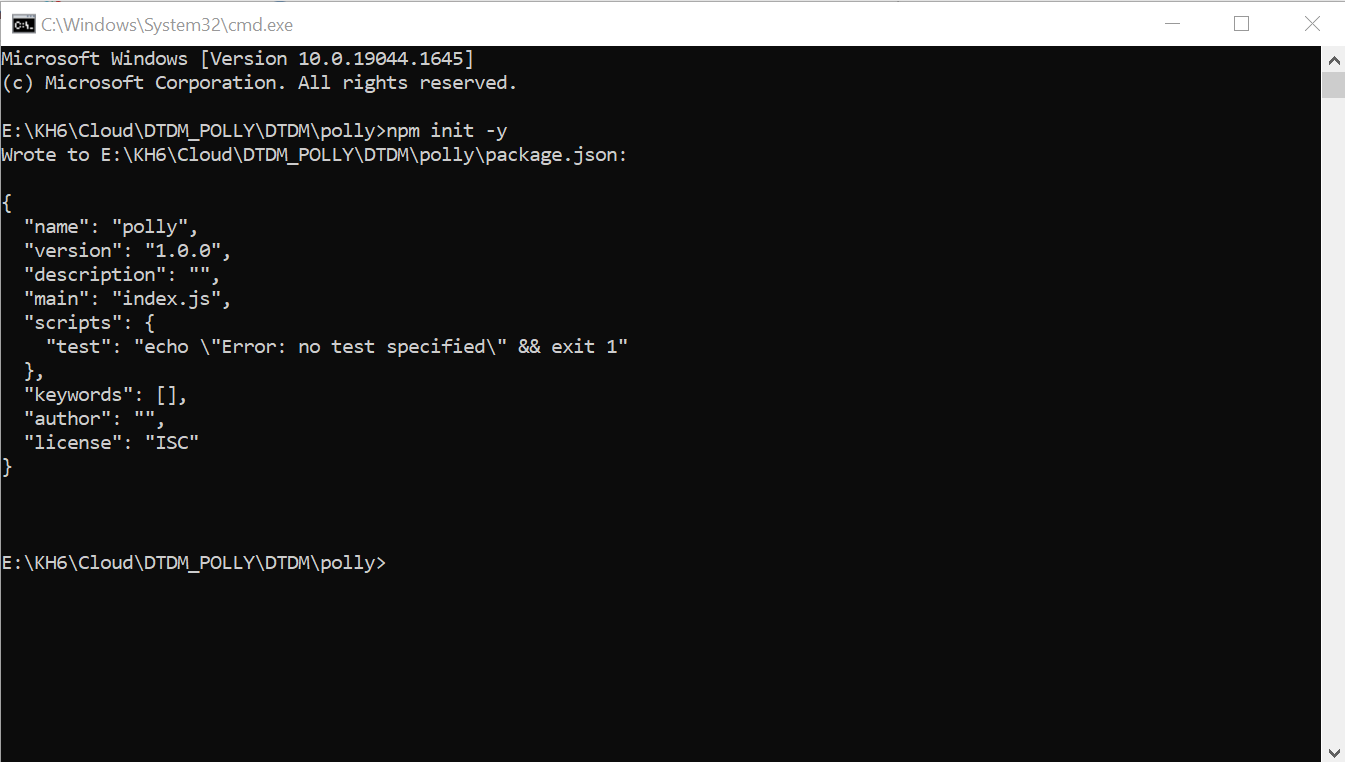 C:\Windows\System32\cmd.exe
Microsoft Windows [Version 10.0.19044.1645]
(c) Microsoft Corporation. All rights reserved.
E:\KH6\Cloud\DTDM_POLLY\DTDM\polly>npm init -y
Wrote to E:\KH6\Cloud\DTDM_POLLY\DTDM\polly\package.json:
{
  "name": "polly",
  "version": "1.0.0",
  "description": "",
  "main": "index.js",
  "scripts": {
    "test": "echo \"Error: no test specified\" && exit 1"
  },
  "keywords": [],
  "author": "",
  "license": "ISC"
}
E:\KH6\Cloud\DTDM_POLLY\DTDM\polly>